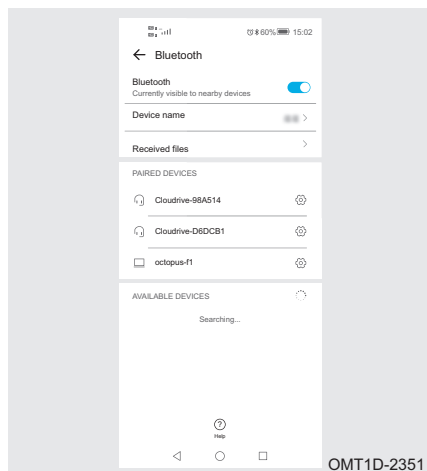 60% 15:02
Bluetooth
Bluetooth
Currently visible to nearby devices
Device name
Received files
PAIRED DEVICES
Cloudrive-98A514
Cloudrive-D6DCB1
octopus-f1
AVAILABLE DEVICES
Searching...
?
Help
OMT1D-2351